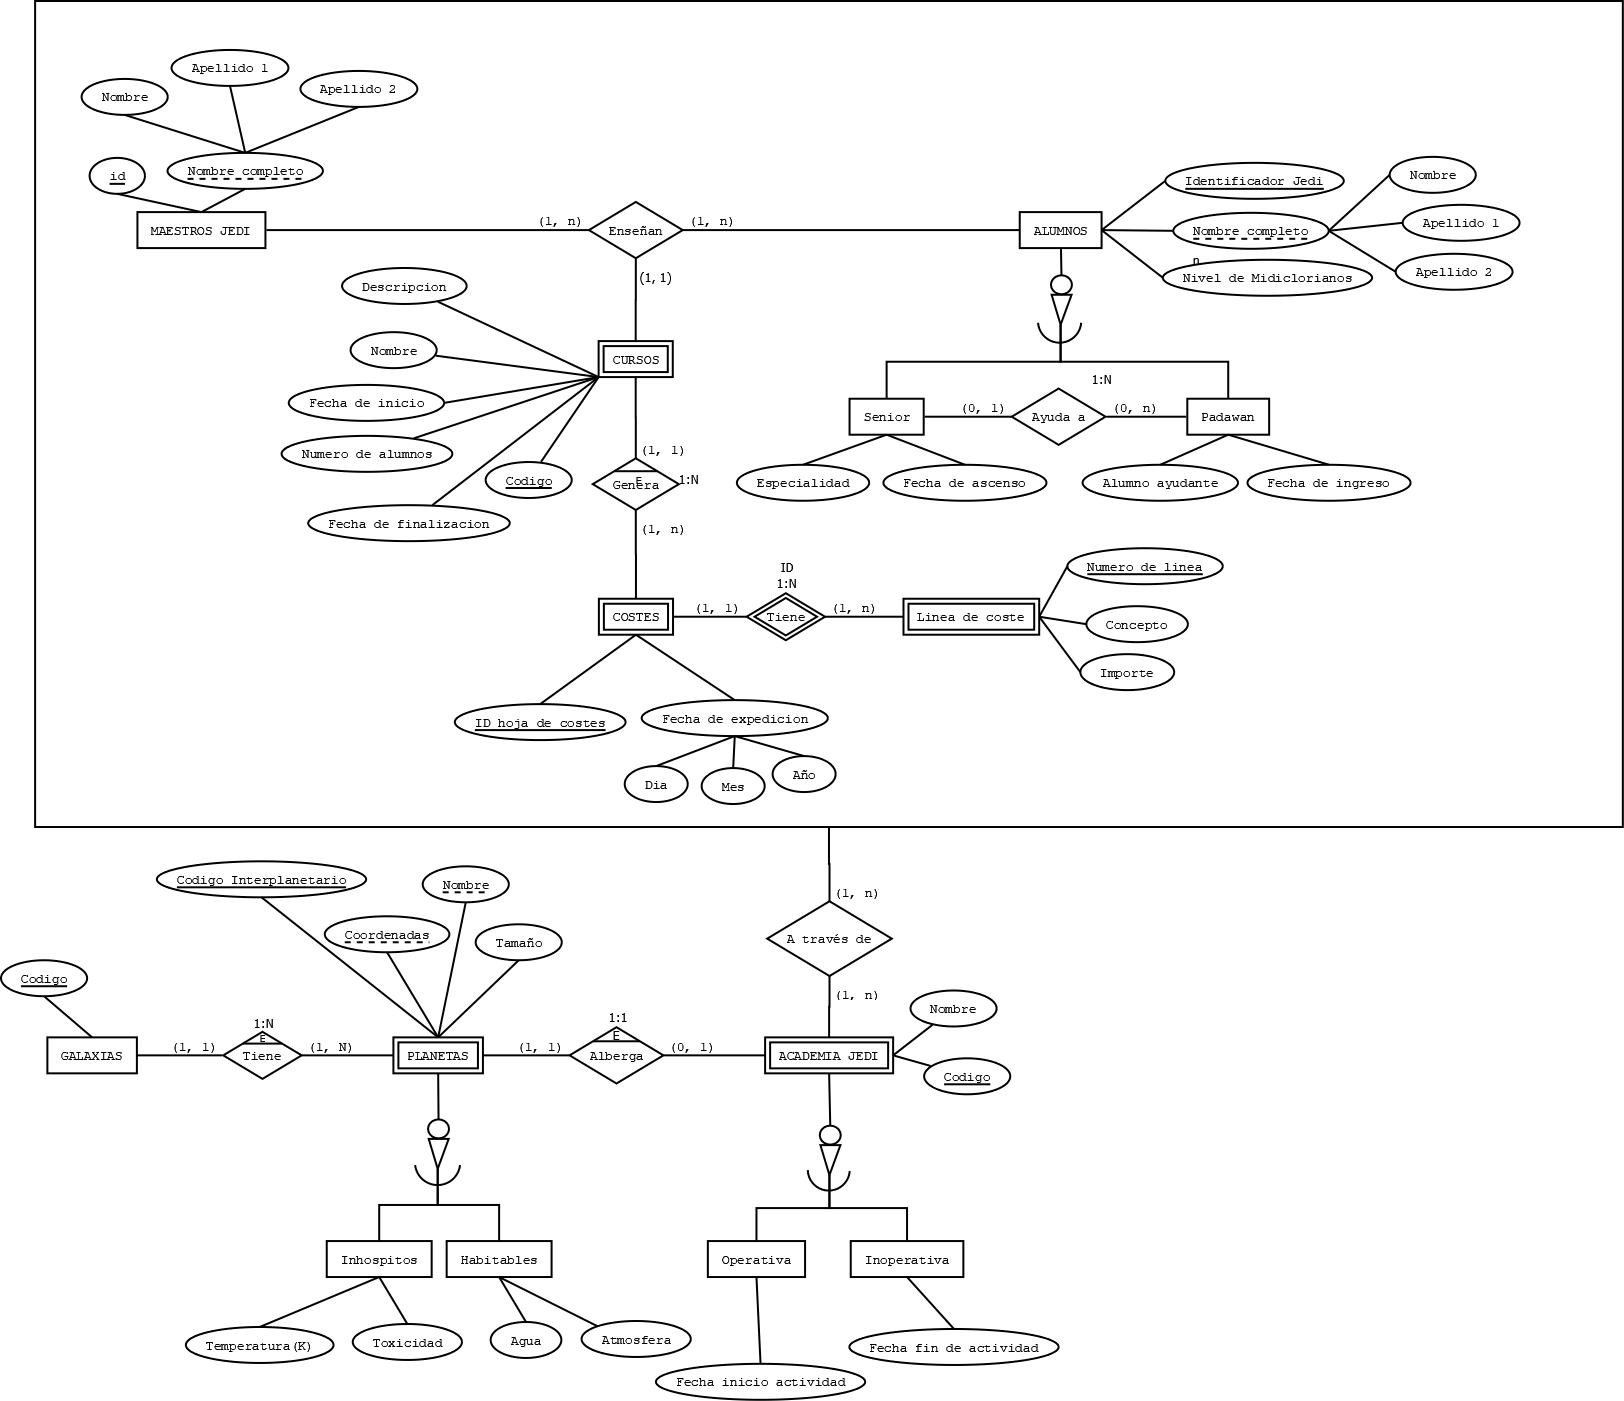 Apellido 1
Apellido 2
Nombre
id
Nombre completo
MAESTROS JEDI
(1, n)
Enseñan
(1, n)
ALUMNOS
Identificador Jedi
Nombre completo
n
Nivel de Midiclorianos
Nombre
Apellido 1
Apellido 2
(1, 1)
Descripcion
Nombre
Fecha de inicio
Numero de alumnos
Fecha de finalizacion
Codigo
CURSOS
1:N
Senior
(0, 1)
Ayuda a
(0, n)
Padawan
Especialidad
Fecha de ascenso
Alumno ayudante
Fecha de ingreso
(1, 1)
E
Genera
1:N
(1, n)
COSTES
(1, 1)
ID
1:N
Tiene
(1, n)
Linea de coste
Numero de linea
Concepto
Importe
ID hoja de costes
Fecha de expedicion
Dia
Mes
Año
Codigo Interplanetario
Nombre
Coordenadas
Tamaño
(1, n)
A través de
(1, n)
Codigo
GALAXIAS
(1, 1)
1:N
E
Tiene
(1, N)
PLANETAS
(1, 1)
1:1
E
Alberga
(0, 1)
ACADEMIA JEDI
Nombre
Codigo
Inhospitos
Habitables
Operativa
Inoperativa
Temperatura(K)
Toxicidad
Agua
Atmosfera
Fecha inicio actividad
Fecha fin de actividad